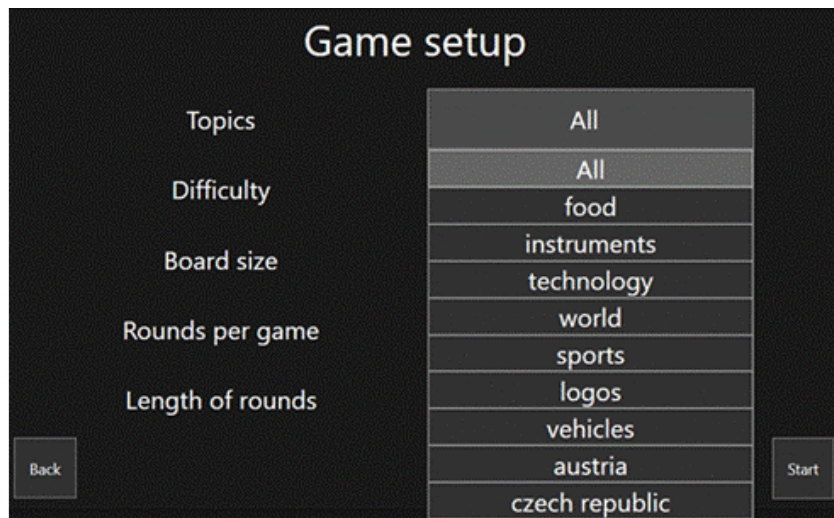 Game setup
Topics
All
All
Difficulty
food
instruments
Board size
technology
world
Rounds per game
sports
logos
Length of rounds
vehicles
Back
austria
Start
czech republic